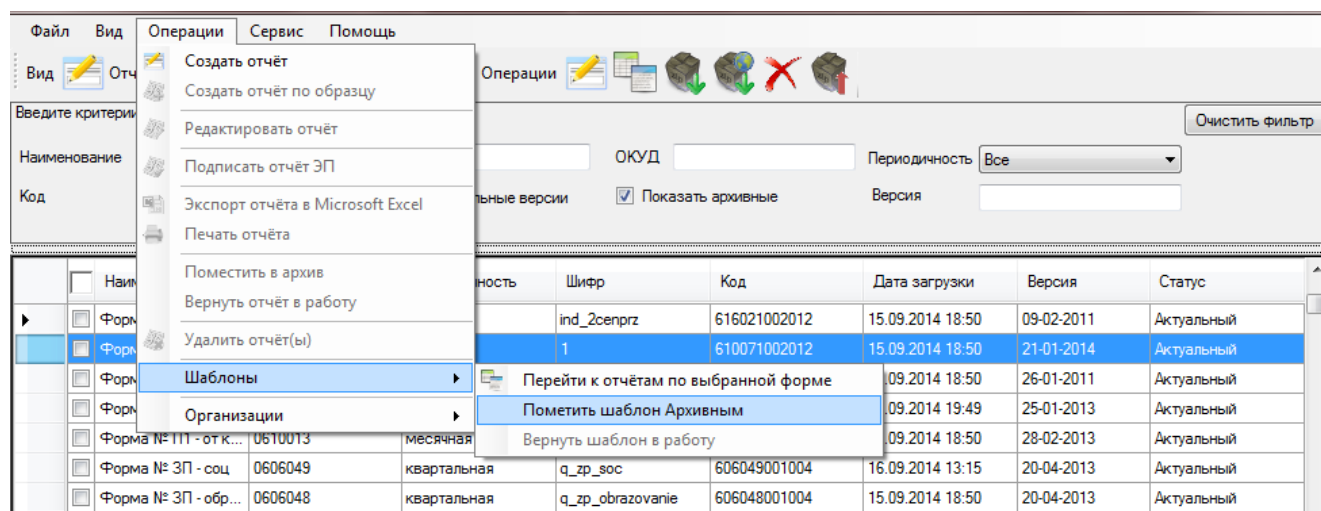 Файл Вид Операции Сервис Помощь
Вид Отч Операции
Создать отчёт
Создать отчёт по образцу
Редактировать отчёт
Подписать отчёт ЭП
Экспорт отчёта в Microsoft Excel
Печать отчёта
Поместить в архив
Вернуть отчёт в работу
Удалить отчёт(ы)
Шаблоны
Организации
Перейти к отчётам по выбранной форме
Пометить шаблон Архивным
Вернуть шаблон в работу
Введите критерии Очистить фильтр
Наименование ОКУД Периодичность Все
Код льные версии Показать архивные Версия
Наим ность Шифр Код Дата загрузки Версия Статус
Форм ind_2cenprz 616021002012 15.09.2014 18:50 09-02-2011 Актуальный
Форм 1 610071002012 15.09.2014 18:50 21-01-2014 Актуальный
Форм .09.2014 18:50 26-01-2011 Актуальный
Форм .09.2014 19:49 25-01-2013 Актуальный
Форма № П1 - от к... 0610013 месячная .09.2014 18:50 28-02-2013 Актуальный
Форма № ЗП - соц 0606049 квартальная q_zp_soc 606049001004 16.09.2014 13:15 20-04-2013 Актуальный
Форма № ЗП - обр... 0606048 квартальная q_zp_obrazovanie 606048001004 15.09.2014 18:50 20-04-2013 Актуальный